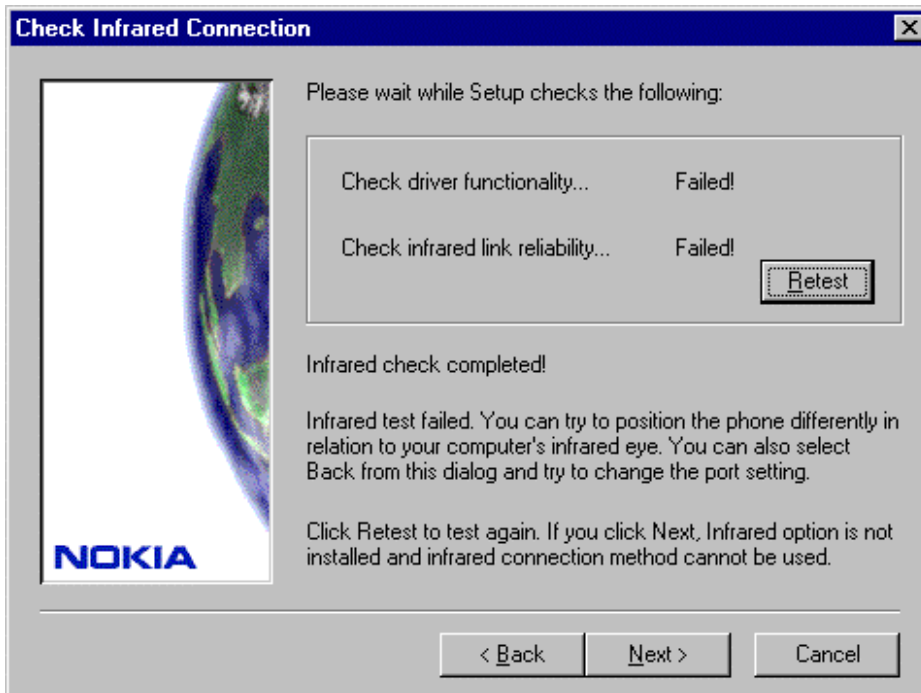 Check Infrared Connection
Please wait while Setup checks the following:
Check driver functionality... Failed!
Check infrared link reliability... Failed!
Retest
Infrared check completed!
Infrared test failed. You can try to position the phone differently in
relation to your computer's infrared eye. You can also select
Back from this dialog and try to change the port setting.
Click Retest to test again. If you click Next, Infrared option is not
installed and infrared connection method cannot be used.
NOKIA
< Back Next > Cancel